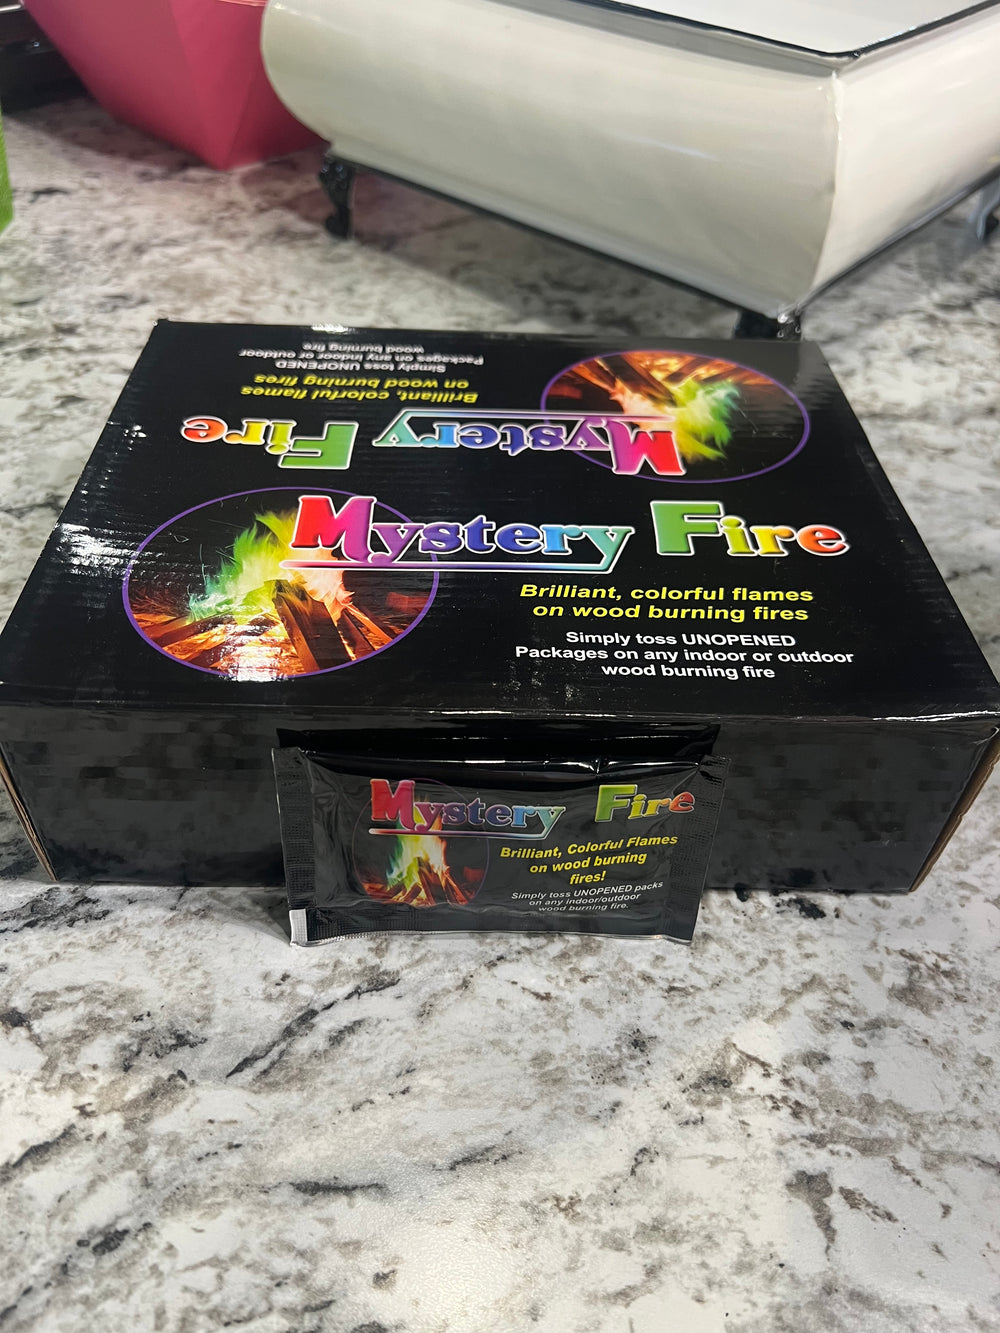 Mystery Fire
Brilliant, colorful flames
on wood burning fires
Simply toss UNOPENED
Packages on any indoor or outdoor
wood burning fire
Mystery Fire
Brilliant, colorful flames
on wood burning fires
Simply toss UNOPENED
Packages on any indoor or outdoor
wood burning fire
Mystery Fire
Brilliant, Colorful Flames
on wood burning
fires!
Simply toss UNOPENED packs
on any indoor/outdoor
wood burning fire.